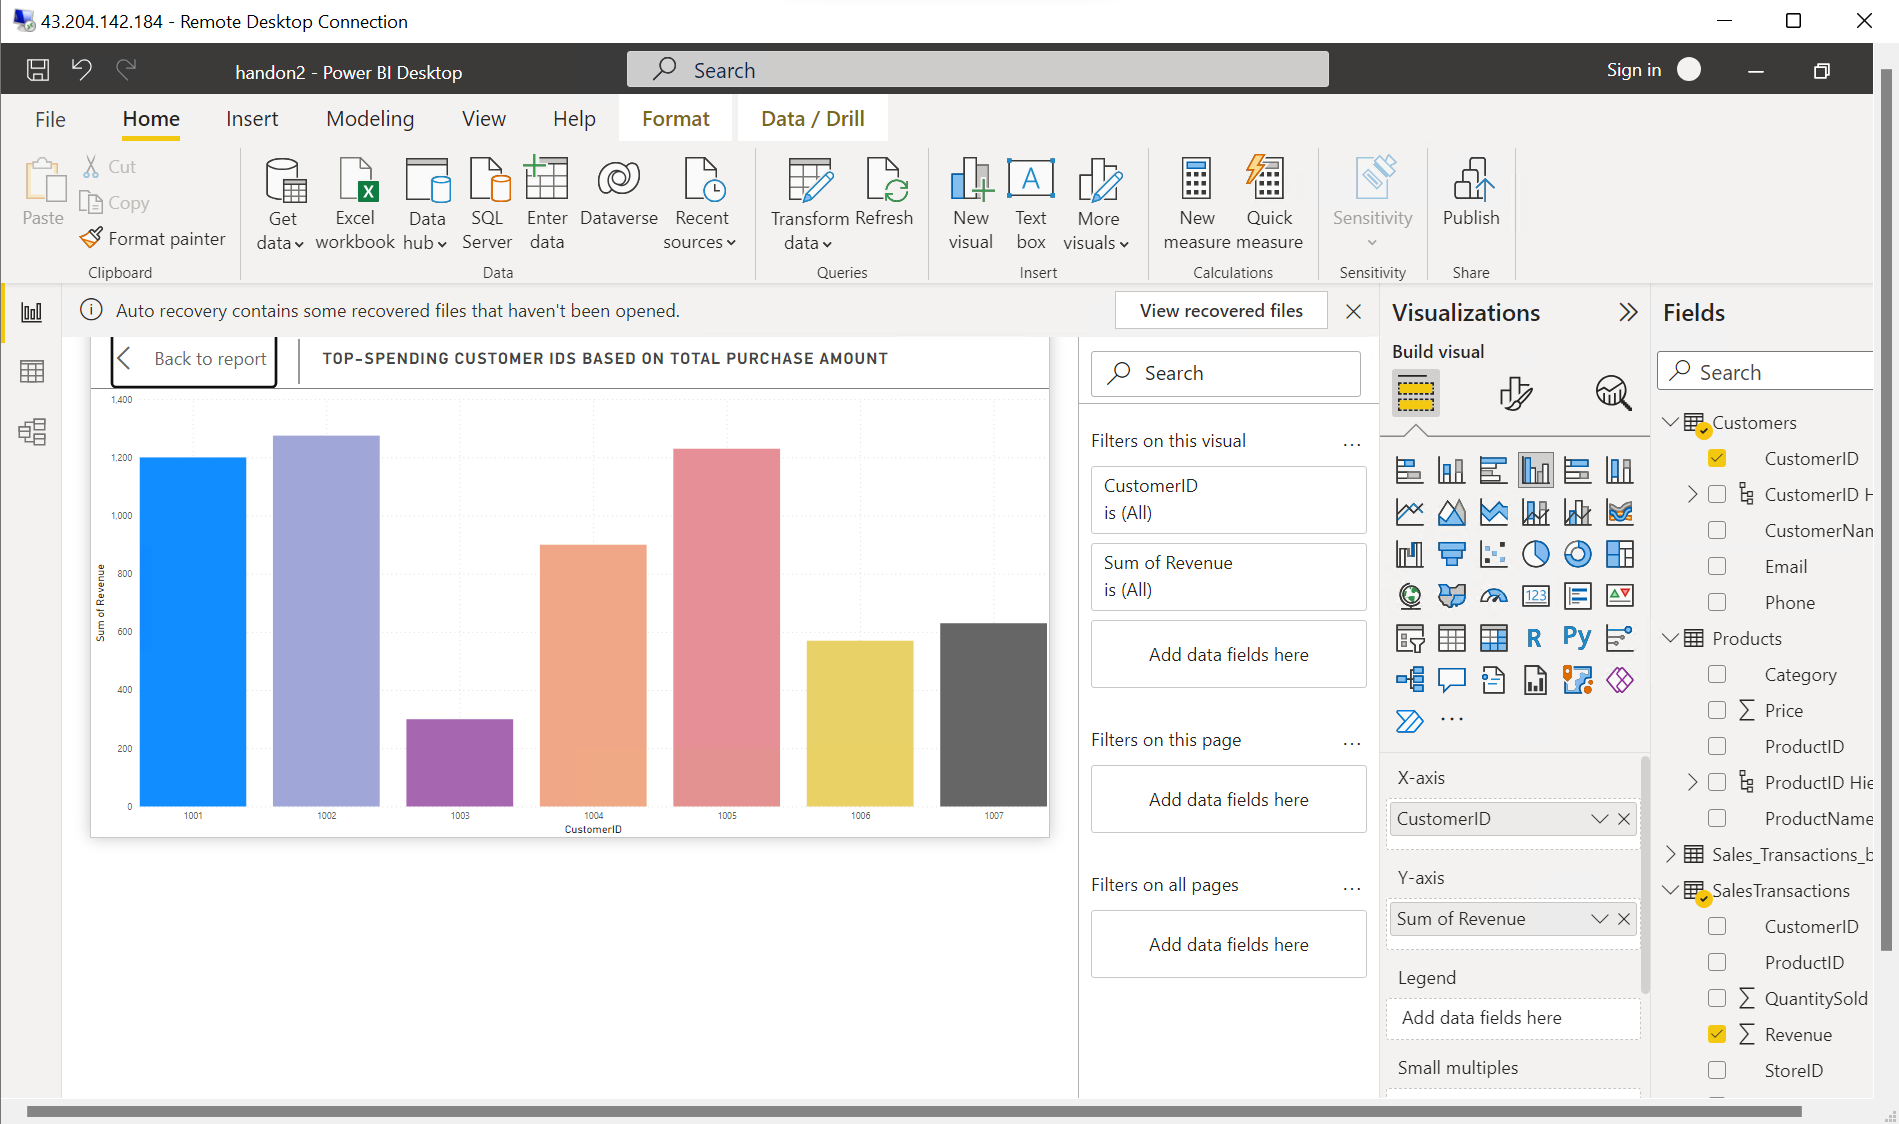 43.204.142.184 - Remote Desktop Connection
handon2 - Power BI Desktop
Search
Sign in
File
Home
Insert
Modeling
View
Help
Format
Data / Drill
Paste
Cut
Copy
Format painter
Clipboard
Get
data
Excel
workbook
Data
hub
SQL
Server
Enter
data
Dataverse
Recent
sources
Data
Transform
data
Refresh
Queries
New
visual
A
Text
box
More
visuals
Insert
New
measure
Quick
measure
Calculations
Sensitivity
Sensitivity
Publish
Share
Auto recovery contains some recovered files that haven't been opened.
View recovered files
Back to report
TOP-SPENDING CUSTOMER IDS BASED ON TOTAL PURCHASE AMOUNT
1,400
1,200
1,000
800
600
400
200
0
Sum of Revenue
1001
1002
1003
1004
1005
1006
1007
CustomerID
Search
Filters on this visual
...
CustomerID
is (All)
Sum of Revenue
is (All)
Add data fields here
Filters on this page
...
Add data fields here
Filters on all pages
...
Add data fields here
Visualizations
Build visual
123
R
Py
...
X-axis
CustomerID
Y-axis
Sum of Revenue
Legend
Add data fields here
Small multiples
Fields
Search
Customers
CustomerID
CustomerID H
CustomerNam
Email
Phone
Products
Category
Price
ProductID
ProductID Hie
ProductName
Sales_Transactions_b
SalesTransactions
CustomerID
ProductID
QuantitySold
Revenue
StoreID